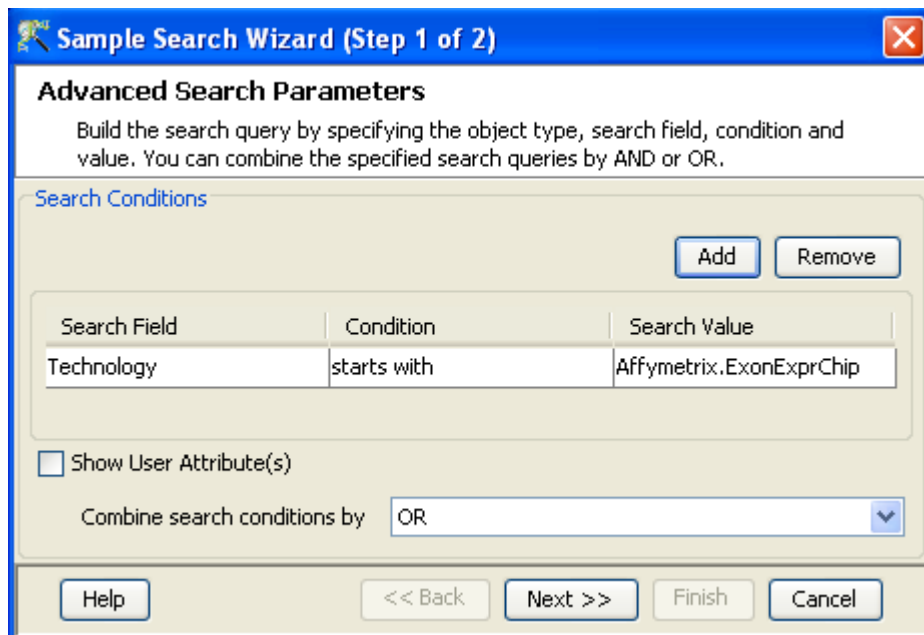 Sample Search Wizard (Step 1 of 2)
Advanced Search Parameters
Build the search query by specifying the object type, search field, condition and
value. You can combine the specified search queries by AND or OR.
Search Conditions
Add Remove
Search Field Condition Search Value
Technology starts with Affymetrix.ExonExprChip
Show User Attribute(s)
Combine search conditions by OR
Help << Back Next >> Finish Cancel